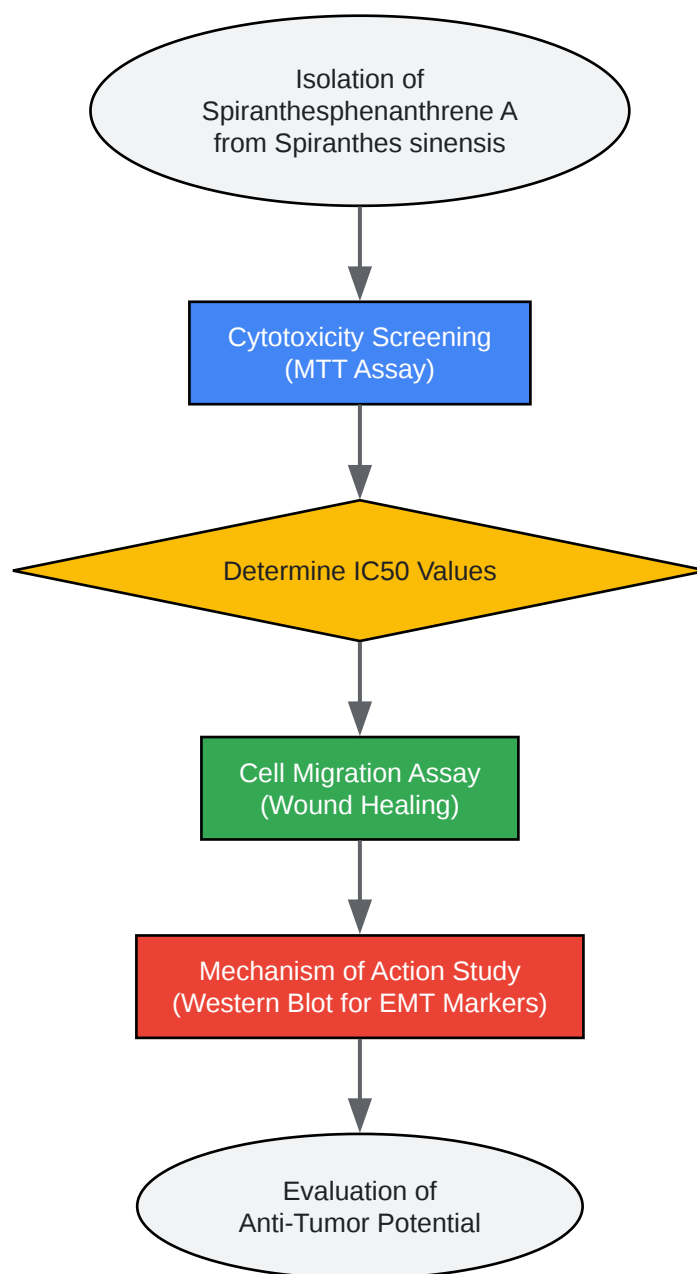 Isolation of
Spiranthesphenanthrene A
from Spiranthes sinensis
Cytotoxicity Screening
(MTT Assay)
Determine IC50 Values
Cell Migration Assay
(Wound Healing)
Mechanism of Action Study
(Western Blot for EMT Markers)
Evaluation of
Anti-Tumor Potential